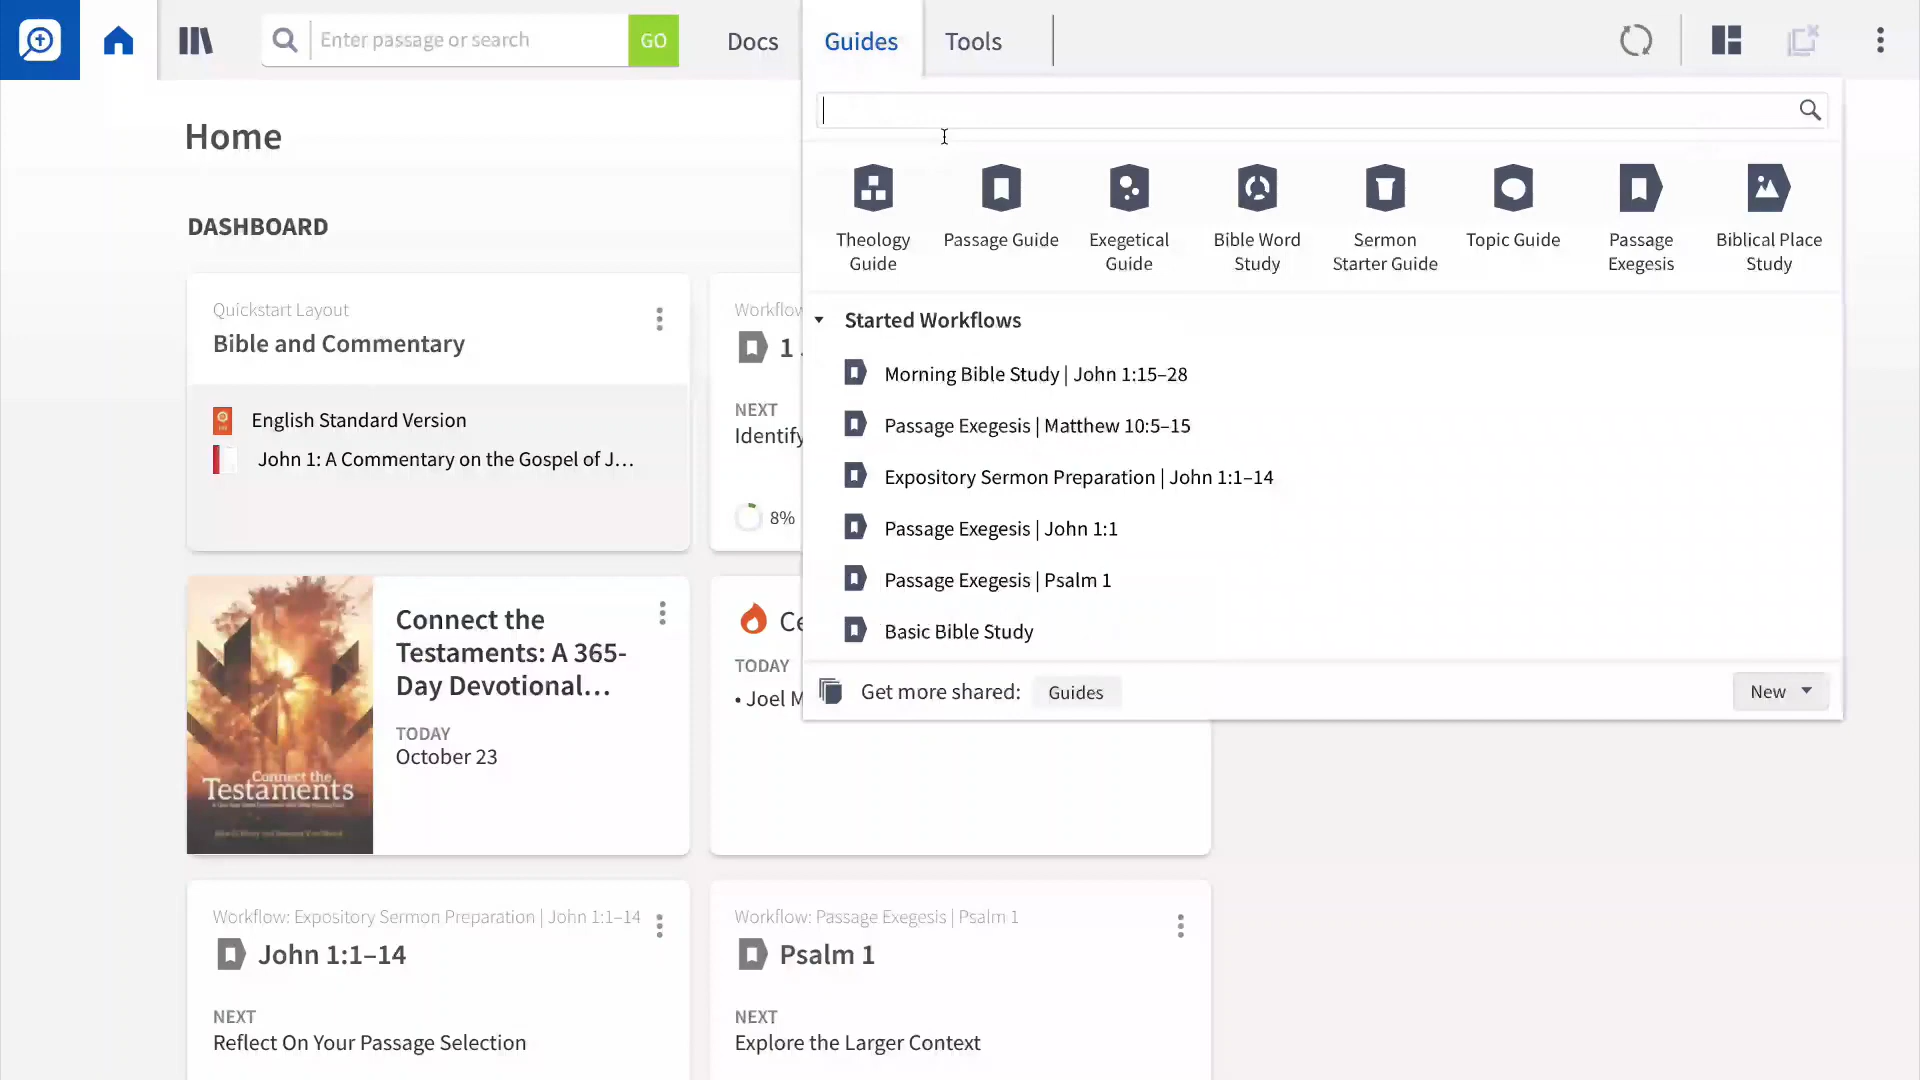 Enter passage or search
GO
Docs
Guides
Tools
Home
DASHBOARD
Quickstart Layout
Bible and Commentary
English Standard Version
John 1: A Commentary on the Gospel of J...
Workflow
1
NEXT
Identify
8%
Theology Guide
Passage Guide
Exegetical Guide
Bible Word Study
Sermon Starter Guide
Topic Guide
Passage Exegesis
Biblical Place Study
Started Workflows
Morning Bible Study | John 1:15–28
Passage Exegesis | Matthew 10:5–15
Expository Sermon Preparation | John 1:1–14
Passage Exegesis | John 1:1
Passage Exegesis | Psalm 1
Basic Bible Study
Get more shared:
Guides
New
Connect the
Testaments
Connect the
Testaments: A 365-
Day Devotional...
TODAY
October 23
Ce
TODAY
• Joel M
Workflow: Expository Sermon Preparation | John 1:1–14
John 1:1–14
NEXT
Reflect On Your Passage Selection
Workflow: Passage Exegesis | Psalm 1
Psalm 1
NEXT
Explore the Larger Context